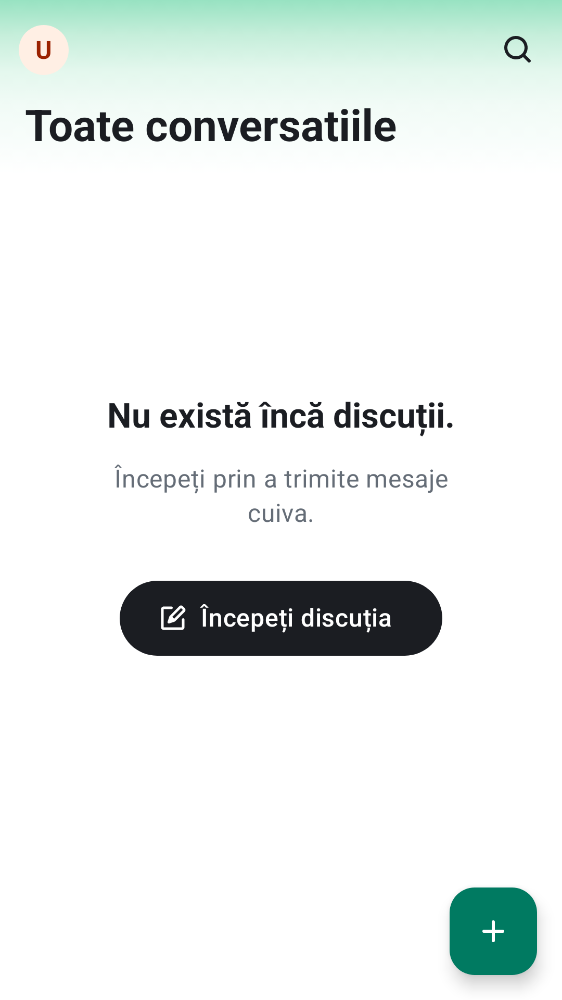 U
Toate conversatiile
Nu există încă discuții.
Începeți prin a trimite mesaje
cuiva.
Începeți discuția